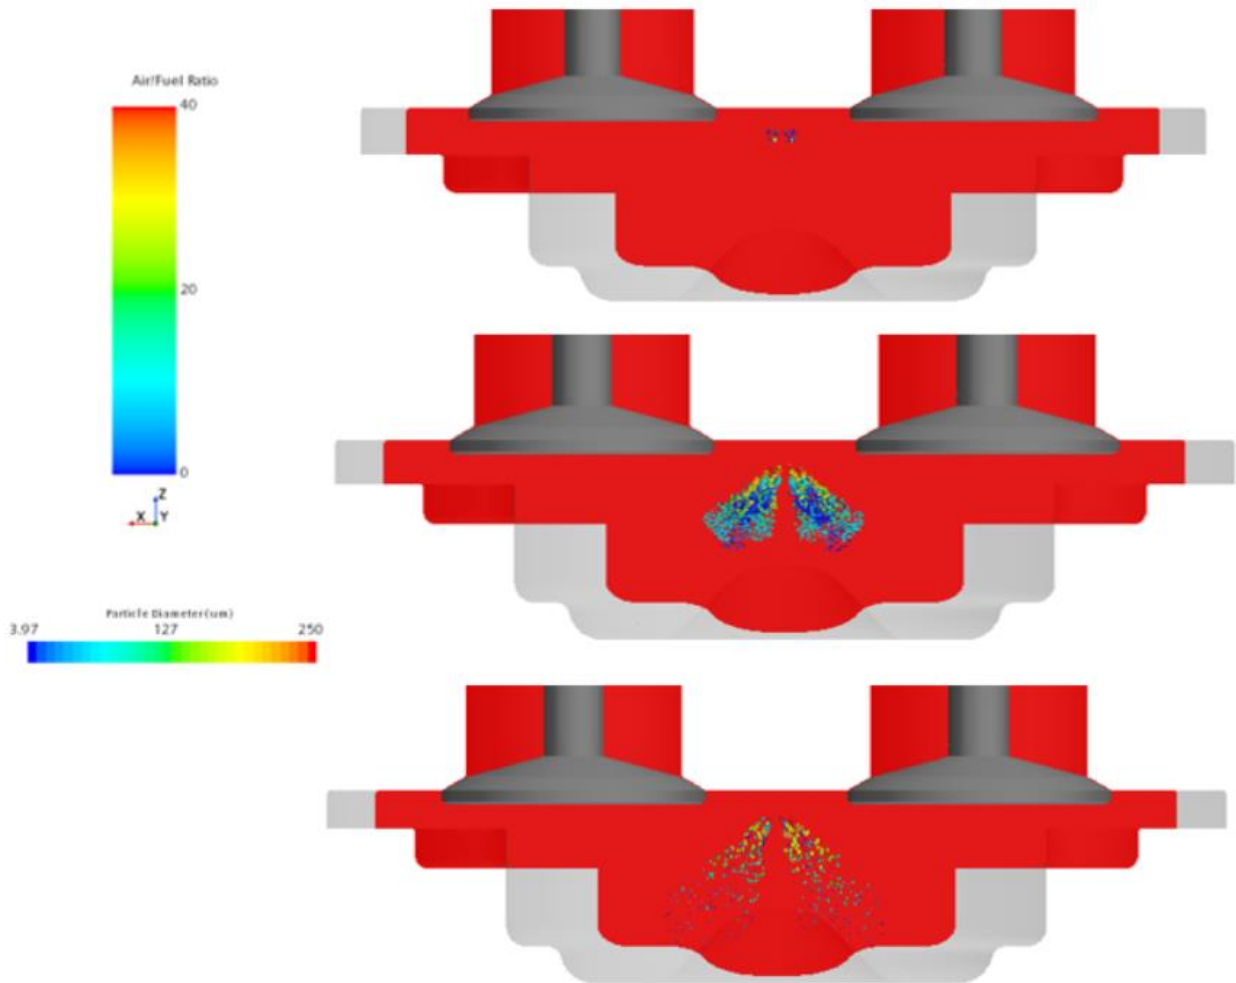 Air/Fuel Ratio
40
20
0
Z
X Y
Particle Diameter(um)
3.97 127 250